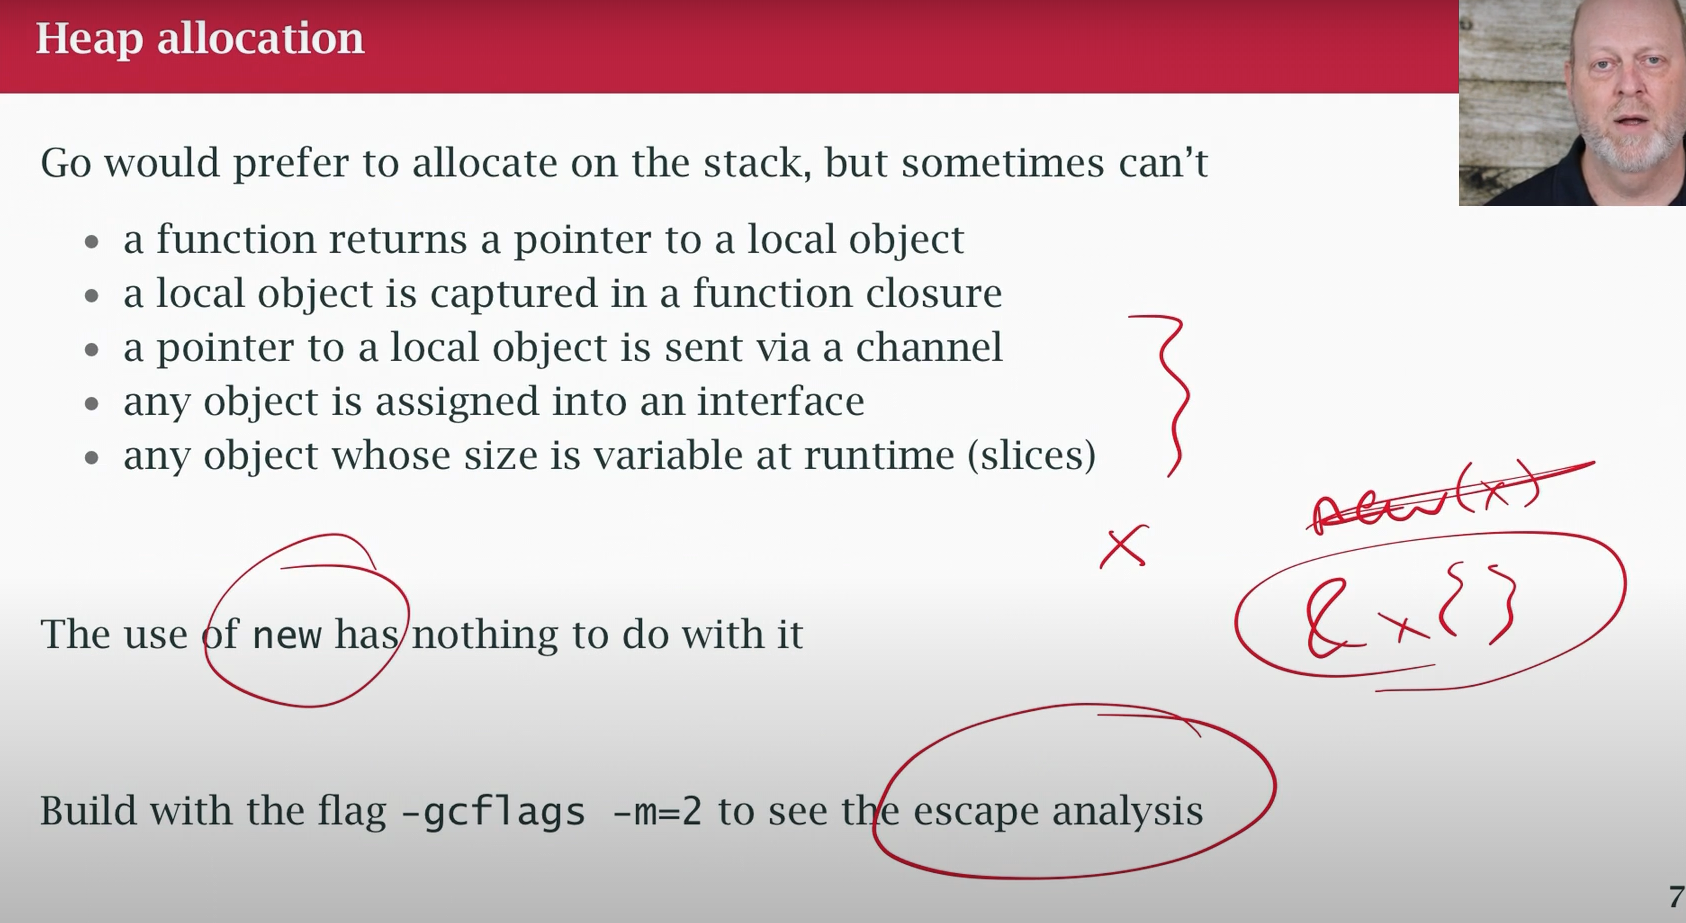 Heap allocation
Go would prefer to allocate on the stack, but sometimes can’t
• a function returns a pointer to a local object
• a local object is captured in a function closure
• a pointer to a local object is sent via a channel
• any object is assigned into an interface
• any object whose size is variable at runtime (slices)
new(x)
x
&x{}
The use of new has nothing to do with it
Build with the flag -gcflags -m=2 to see the escape analysis
7